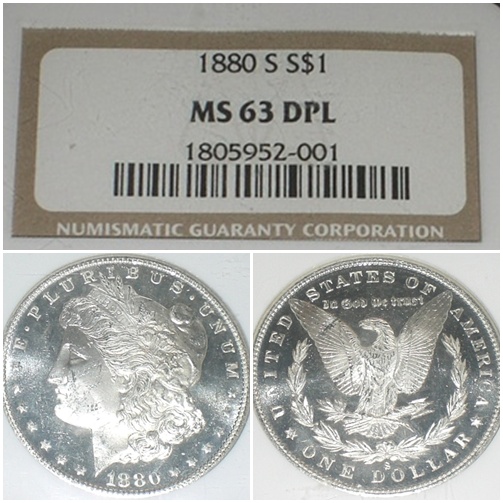 1880 S S$1
MS 63 DPL
1805952-001
NUMISMATIC GUARANTY CORPORATION
E · PLURIBUS · UNUM
1880
UNITED STATES OF AMERICA
In God We trust
S
ONE DOLLAR